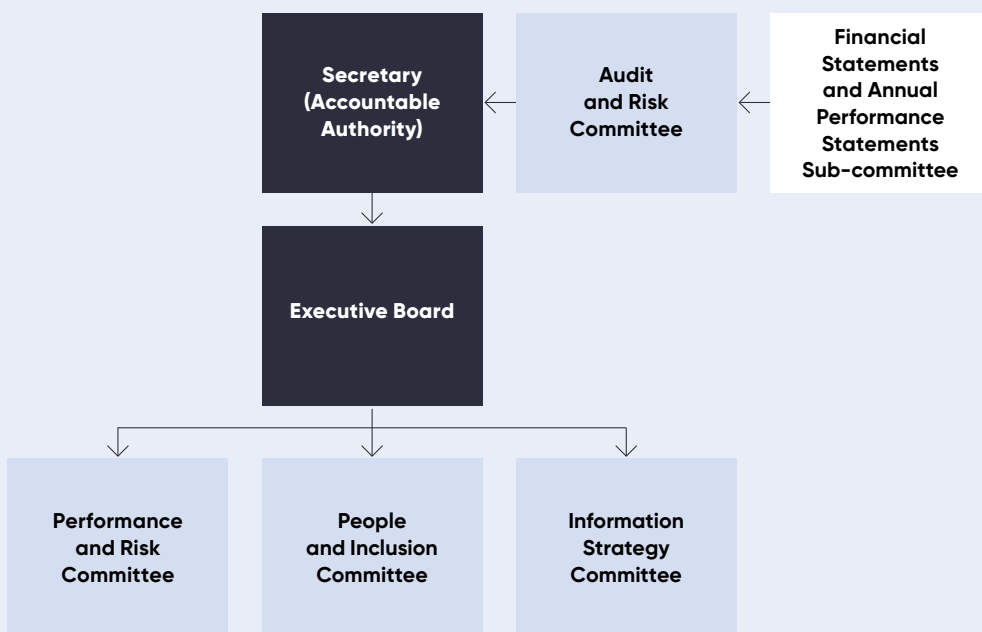 Secretary
(Accountable
Authority)
Audit
and Risk
Committee
Financial
Statements
and Annual
Performance
Statements
Sub-committee
Executive Board
Performance
and Risk
Committee
People
and Inclusion
Committee
Information
Strategy
Committee